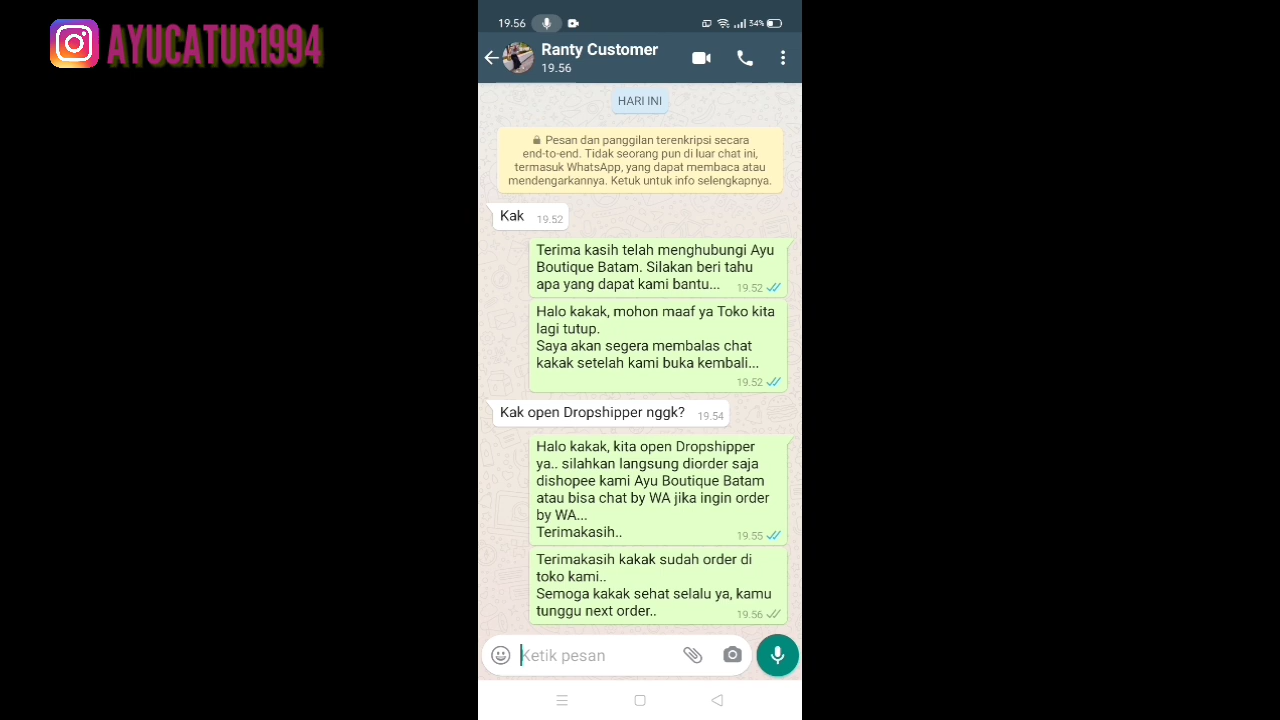 AYUCATUR1994
19.56
34%
Ranty Customer
19.56
HARI INI
Pesan dan panggilan terenkripsi secara
end-to-end. Tidak seorang pun di luar chat ini,
termasuk WhatsApp, yang dapat membaca atau
mendengarkannya. Ketuk untuk info selengkapnya.
Kak 19.52
Terima kasih telah menghubungi Ayu
Boutique Batam. Silakan beri tahu
apa yang dapat kami bantu... 19.52
Halo kakak, mohon maaf ya Toko kita
lagi tutup.
Saya akan segera membalas chat
kakak setelah kami buka kembali...
19.52
Kak open Dropshipper nggk? 19.54
Halo kakak, kita open Dropshipper
ya.. silahkan langsung diorder saja
dishopee kami Ayu Boutique Batam
atau bisa chat by WA jika ingin order
by WA...
Terimakasih.. 19.55
Terimakasih kakak sudah order di
toko kami..
Semoga kakak sehat selalu ya, kamu
tunggu next order.. 19.56
Ketik pesan